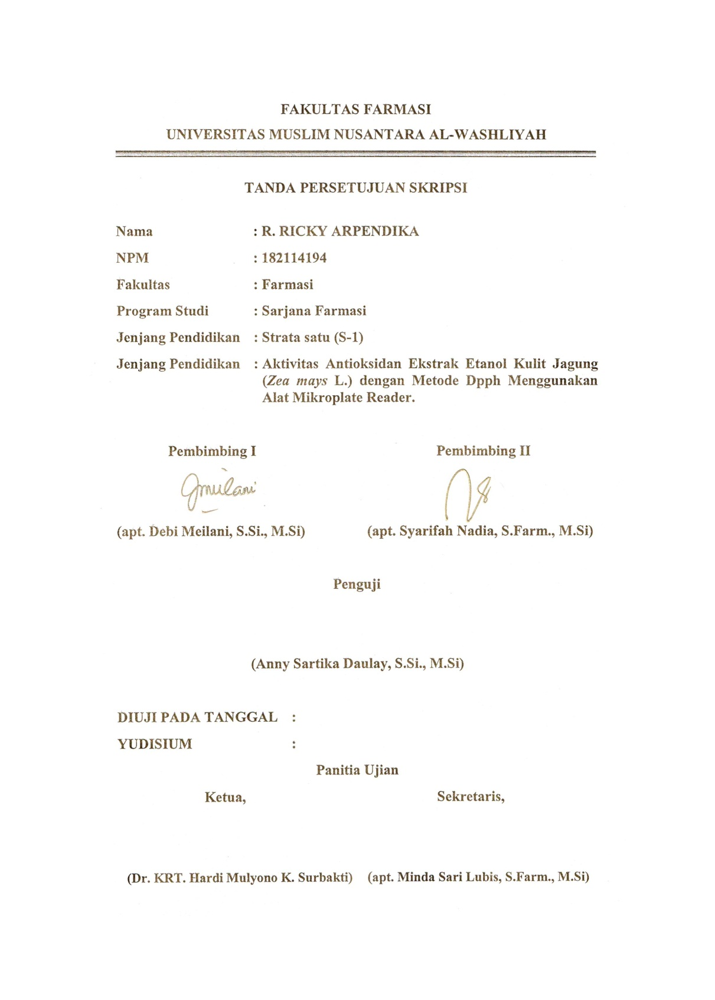 FAKULTAS FARMASI
UNIVERSITAS MUSLIM NUSANTARA AL-WASHLIYAH
TANDA PERSETUJUAN SKRIPSI
Nama : R. RICKY ARPENDIKA
NPM : 182114194
Fakultas : Farmasi
Program Studi : Sarjana Farmasi
Jenjang Pendidikan : Strata satu (S-1)
Jenjang Pendidikan : Aktivitas Antioksidan Ekstrak Etanol Kulit Jagung
(Zea mays L.) dengan Metode Dpph Menggunakan
Alat Mikroplate Reader.
Pembimbing I Pembimbing II
(apt. Debi Meilani, S.Si., M.Si) (apt. Syarifah Nadia, S.Farm., M.Si)
Penguji
(Anny Sartika Daulay, S.Si., M.Si)
DIUJI PADA TANGGAL :
YUDISIUM :
Panitia Ujian
Ketua, Sekretaris,
(Dr. KRT. Hardi Mulyono K. Surbakti) (apt. Minda Sari Lubis, S.Farm., M.Si)